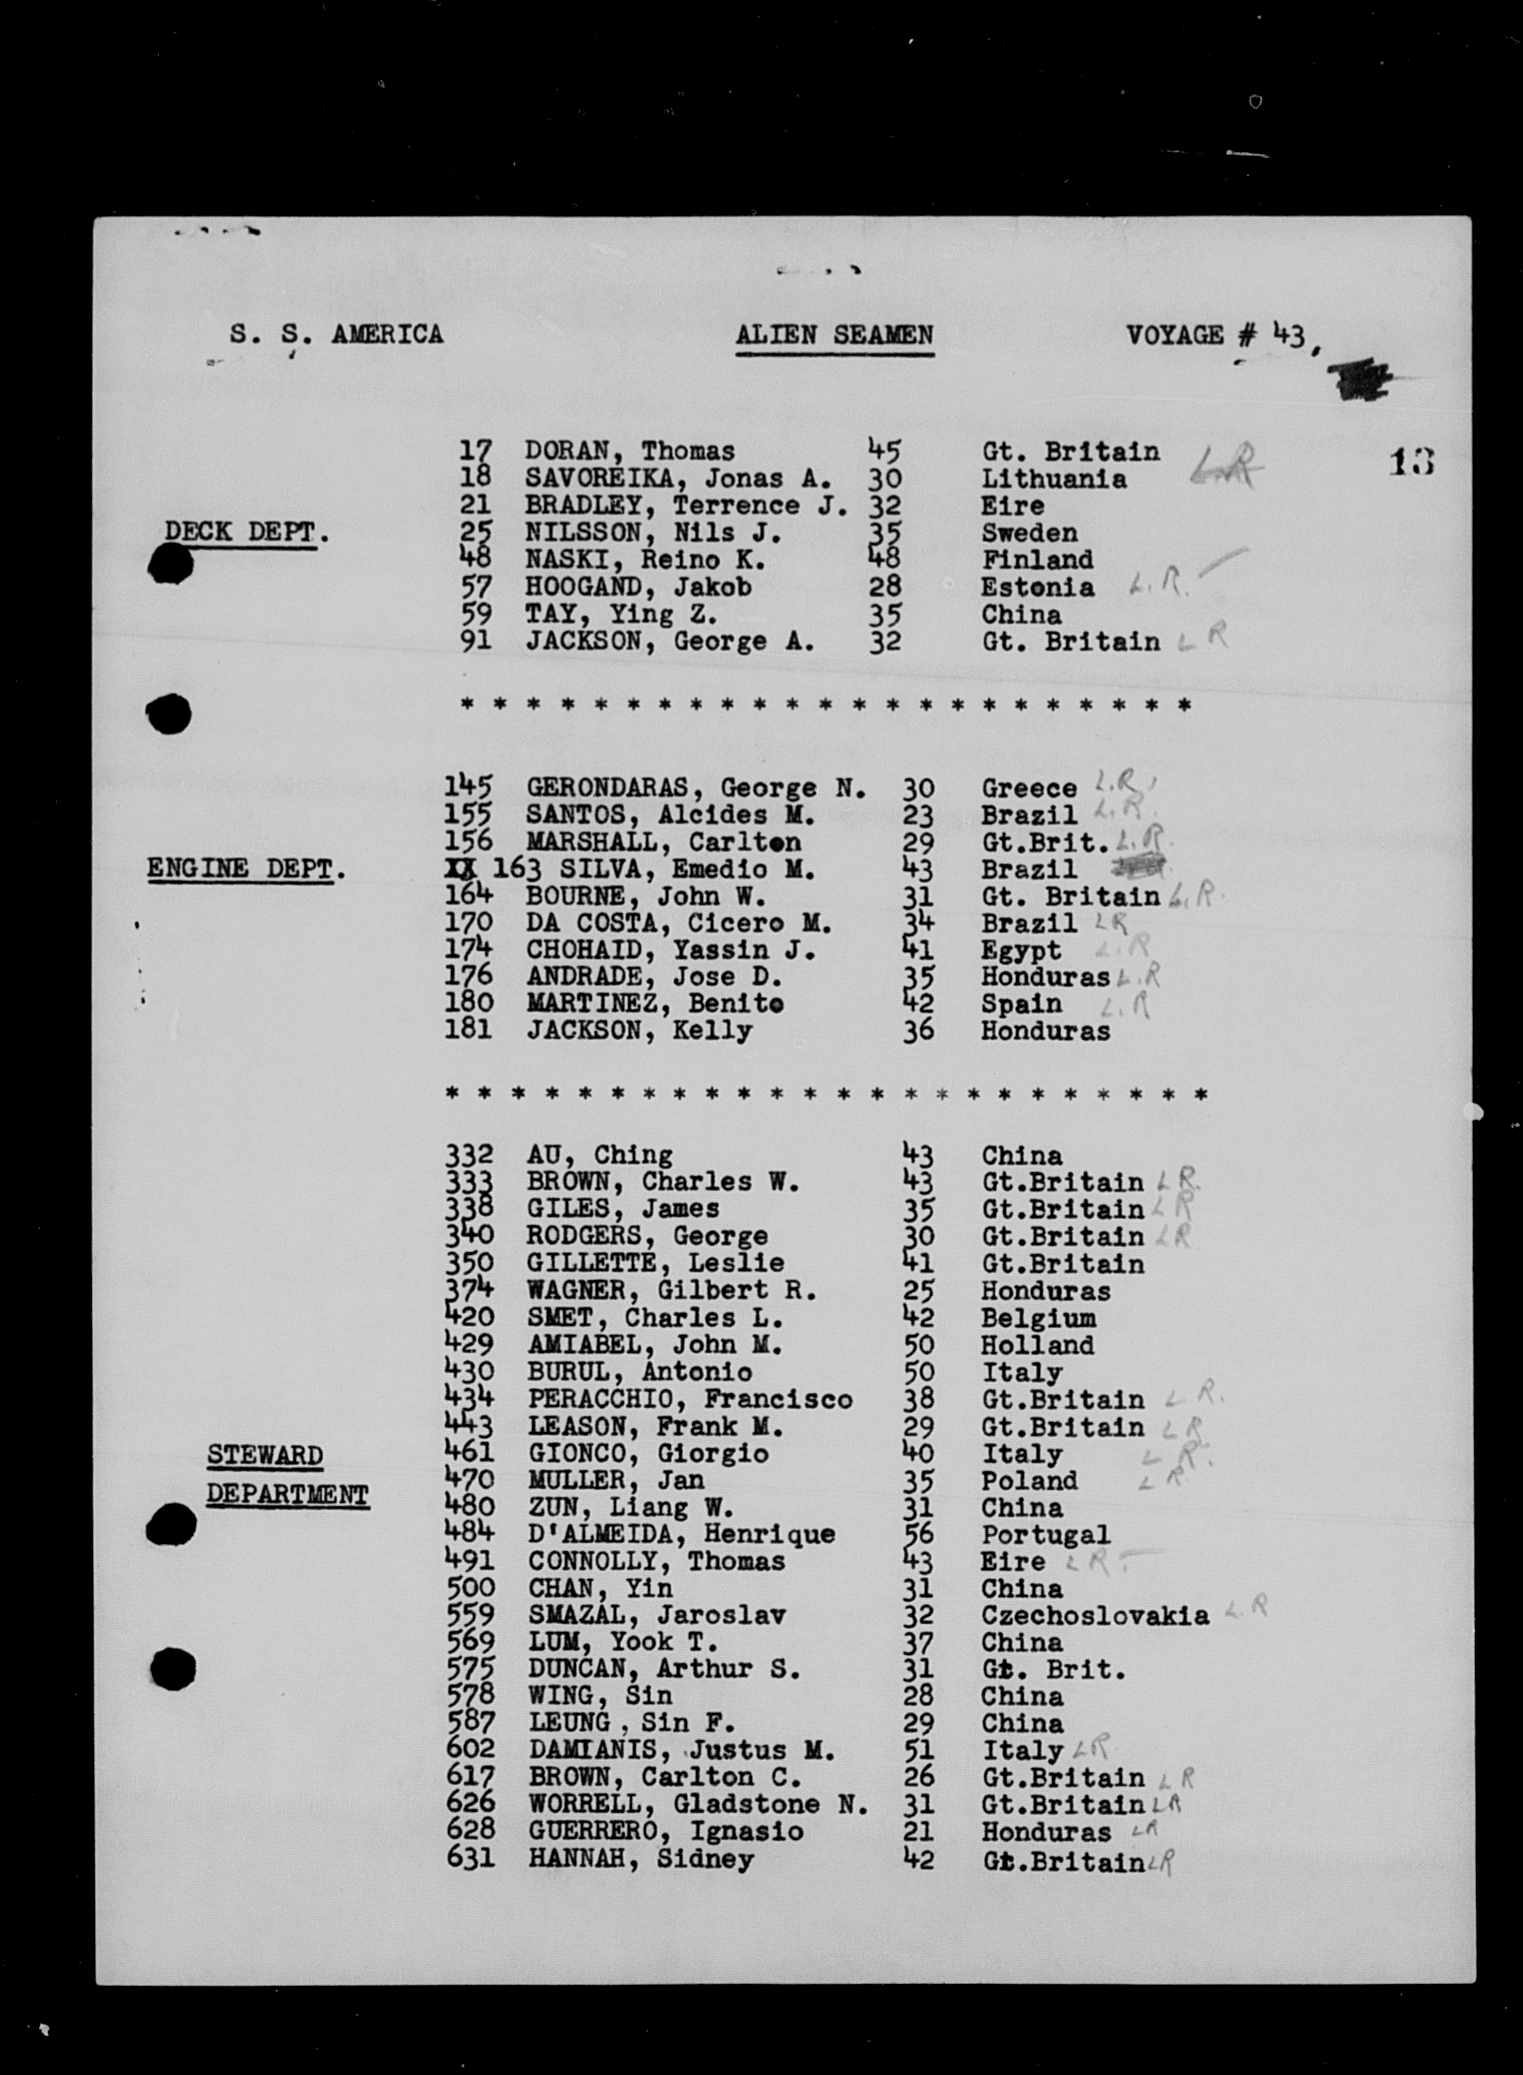 S. S. AMERICA ALIEN SEAMEN VOYAGE # 43,
17 DORAN, Thomas 45 Gt. Britain LR 13
18 SAVOREIKA, Jonas A. 30 Lithuania
21 BRADLEY, Terrence J. 32 Eire
DECK DEPT. 25 NILSSON, Nils J. 35 Sweden
48 NASKI, Reino K. 48 Finland
57 HOOGAND, Jakob 28 Estonia L.R.
59 TAY, Ying Z. 35 China
91 JACKSON, George A. 32 Gt. Britain LR
* * * * * * * * * * * * * * * * * * * * * * *
145 GERONDARAS, George N. 30 Greece L.R.
155 SANTOS, Alcides M. 23 Brazil L.R.
156 MARSHALL, Carlton 29 Gt.Brit. L.R.
ENGINE DEPT. XX 163 SILVA, Emedio M. 43 Brazil
164 BOURNE, John W. 31 Gt. Britain L.R.
170 DA COSTA, Cicero M. 34 Brazil LR
174 CHOHAID, Yassin J. 41 Egypt L.R
176 ANDRADE, Jose D. 35 Honduras L.R
180 MARTINEZ, Benito 42 Spain L.R
181 JACKSON, Kelly 36 Honduras
* * * * * * * * * * * * * * * * * * * * * * * *
332 AU, Ching 43 China
333 BROWN, Charles W. 43 Gt.Britain LR.
338 GILES, James 35 Gt.Britain LR
340 RODGERS, George 30 Gt.Britain LR
350 GILLETTE, Leslie 41 Gt.Britain
374 WAGNER, Gilbert R. 25 Honduras
420 SMET, Charles L. 42 Belgium
429 AMIABEL, John M. 50 Holland
430 BURUL, Antonio 50 Italy
434 PERACCHIO, Francisco 38 Gt.Britain LR.
443 LEASON, Frank M. 29 Gt.Britain LR
STEWARD 461 GIONCO, Giorgio 40 Italy LR.
470 MULLER, Jan 35 Poland LR
DEPARTMENT 480 ZUN, Liang W. 31 China
484 D'ALMEIDA, Henrique 56 Portugal
491 CONNOLLY, Thomas 43 Eire LR.
500 CHAN, Yin 31 China
559 SMAZAL, Jaroslav 32 Czechoslovakia L.R
569 LUM, Yook T. 37 China
575 DUNCAN, Arthur S. 31 Gt. Brit.
578 WING, Sin 28 China
587 LEUNG , Sin F. 29 China
602 DAMIANIS, Justus M. 51 Italy LR
617 BROWN, Carlton C. 26 Gt.Britain LR
626 WORRELL, Gladstone N. 31 Gt.Britain LR
628 GUERRERO, Ignasio 21 Honduras LR
631 HANNAH, Sidney 42 Gt.Britain LR